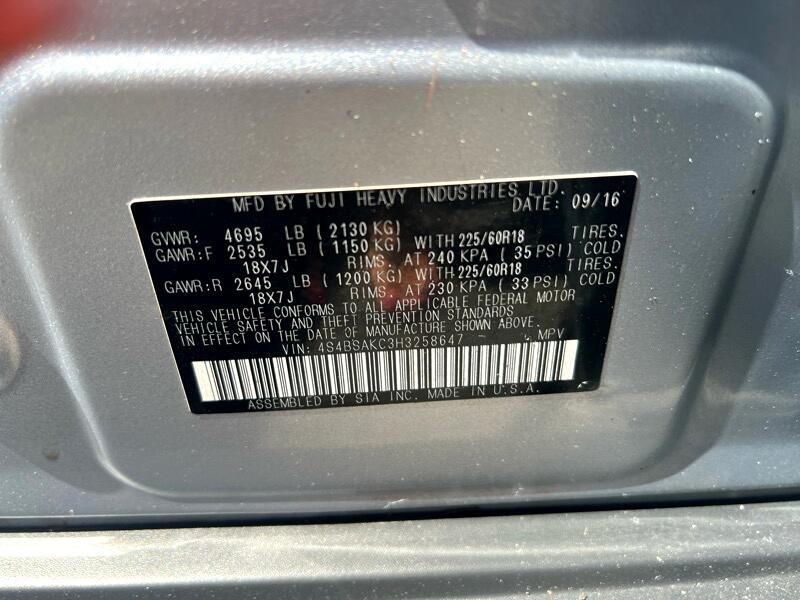 MFD BY FUJI HEAVY INDUSTRIES LTD.
DATE: 09/16
GVWR: 4695 LB (2130 KG)
GAWR:F 2535 LB (1150 KG) WITH 225/60R18 TIRES.
18X7J RIMS. AT 240 KPA (35 PSI) COLD
GAWR:R 2645 LB (1200 KG) WITH 225/60R18 TIRES.
18X7J RIMS. AT 230 KPA (33 PSI) COLD
THIS VEHICLE CONFORMS TO ALL APPLICABLE FEDERAL MOTOR
VEHICLE SAFETY AND THEFT PREVENTION STANDARDS
IN EFFECT ON THE DATE OF MANUFACTURE SHOWN ABOVE.
VIN: 4S4BSAKC3H3258647 MPV
ASSEMBLED BY SIA INC. MADE IN U.S.A.